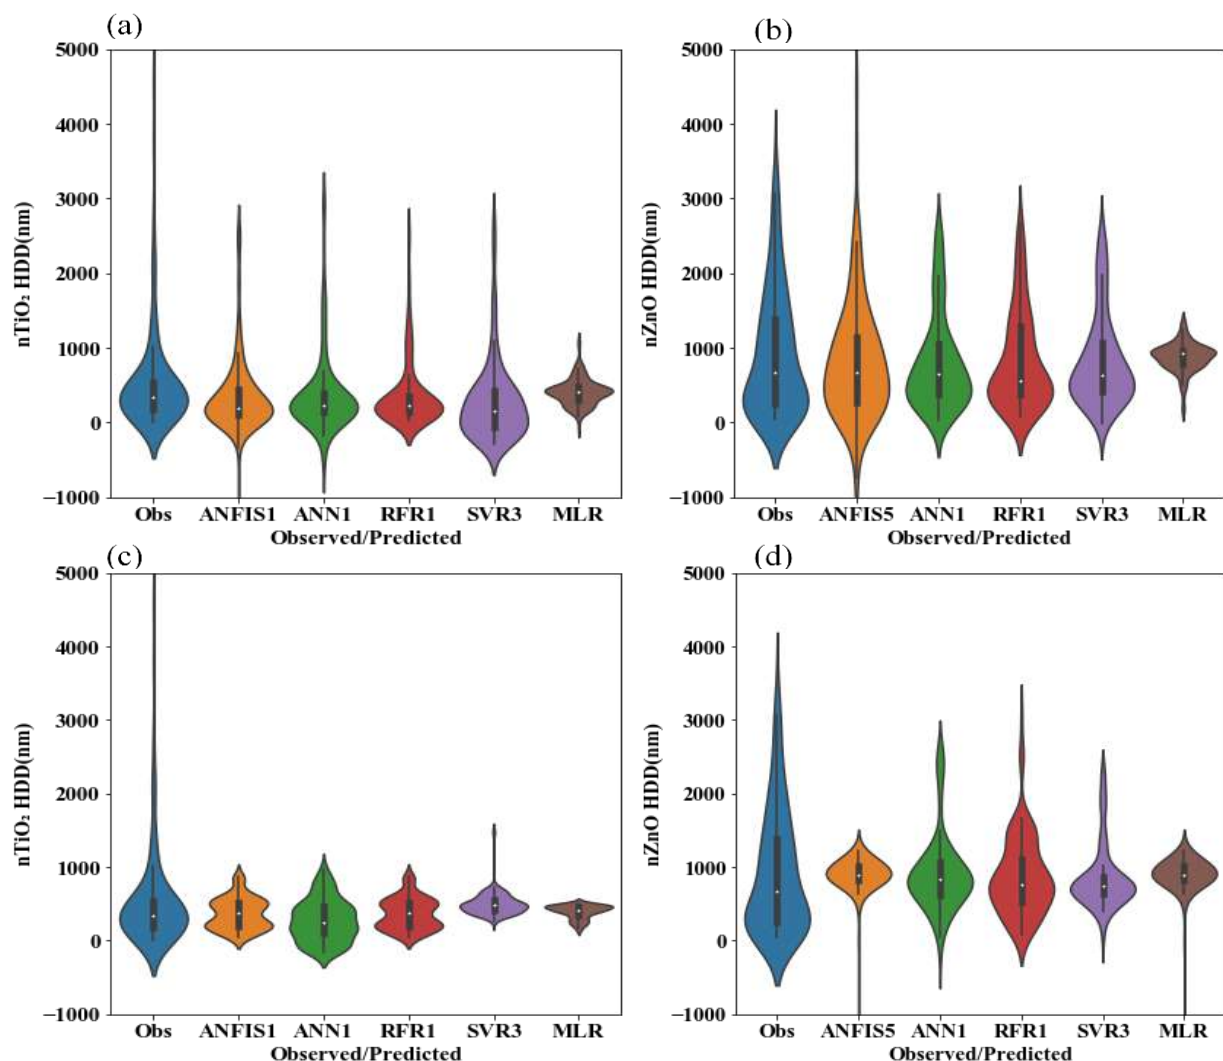 (a)
5000
4000
3000
2000
1000
0
−1000
nTiO₂ HDD(nm)
Obs ANFIS1 ANN1 RFR1 SVR3 MLR
Observed/Predicted
(b)
5000
4000
3000
2000
1000
0
−1000
nZnO HDD(nm)
Obs ANFIS5 ANN1 RFR1 SVR3 MLR
Observed/Predicted
(c)
5000
4000
3000
2000
1000
0
−1000
nTiO₂ HDD(nm)
Obs ANFIS1 ANN1 RFR1 SVR3 MLR
Observed/Predicted
(d)
5000
4000
3000
2000
1000
0
−1000
nZnO HDD(nm)
Obs ANFIS5 ANN1 RFR1 SVR3 MLR
Observed/Predicted